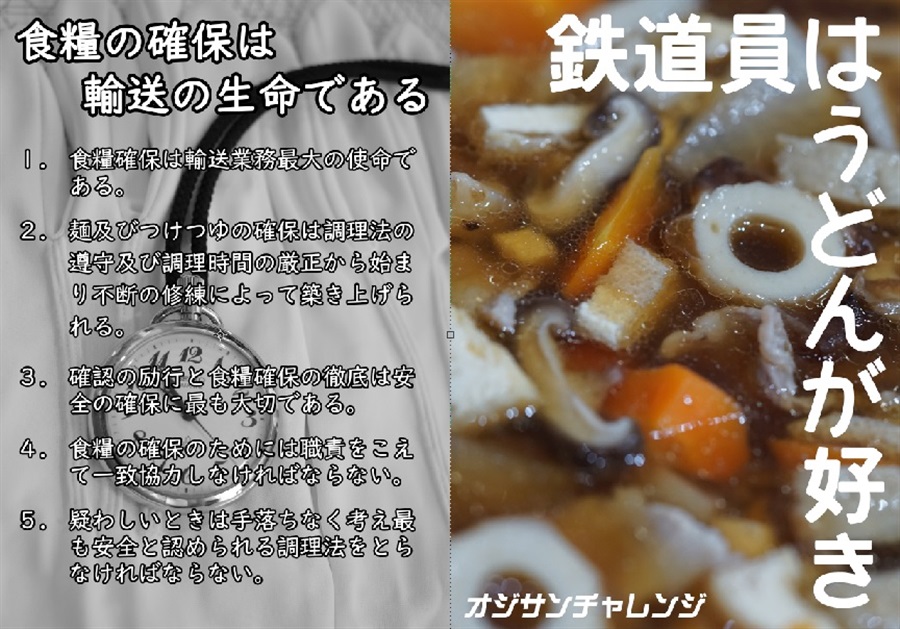 食糧の確保は
輸送の生命である
1. 食糧確保は輸送業務最大の使命で
ある。
2. 麺及びつけつゆの確保は調理法の
遵守及び調理時間の厳正から始ま
り不断の修練によって築き上げら
れる。
3. 確認の励行と食糧確保の徹底は安
全の確保に最も大切である。
4. 食糧の確保のためには職責をこえ
て一致協力しなければならない。
5. 疑わしいときは手落ちなく考え最
も安全と認められる調理法をとら
なければならない。
鉄道員は
うどんが好き
オジサンチャレンジ